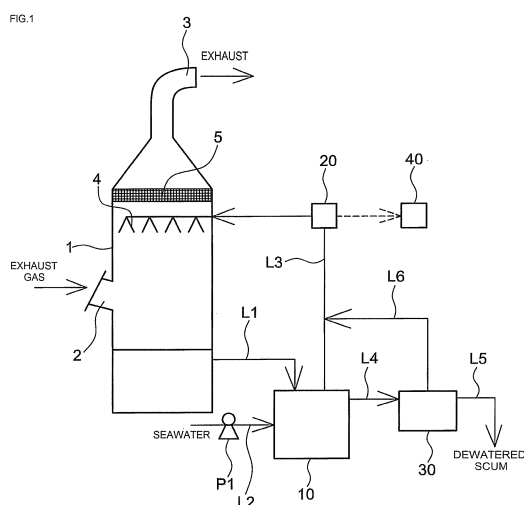 FIG.1
3
EXHAUST
5
4
20
40
1
EXHAUST
GAS
L3
L6
2
L1
L4
L5
SEAWATER
P1
L2
10
30
DEWATERED
SCUM